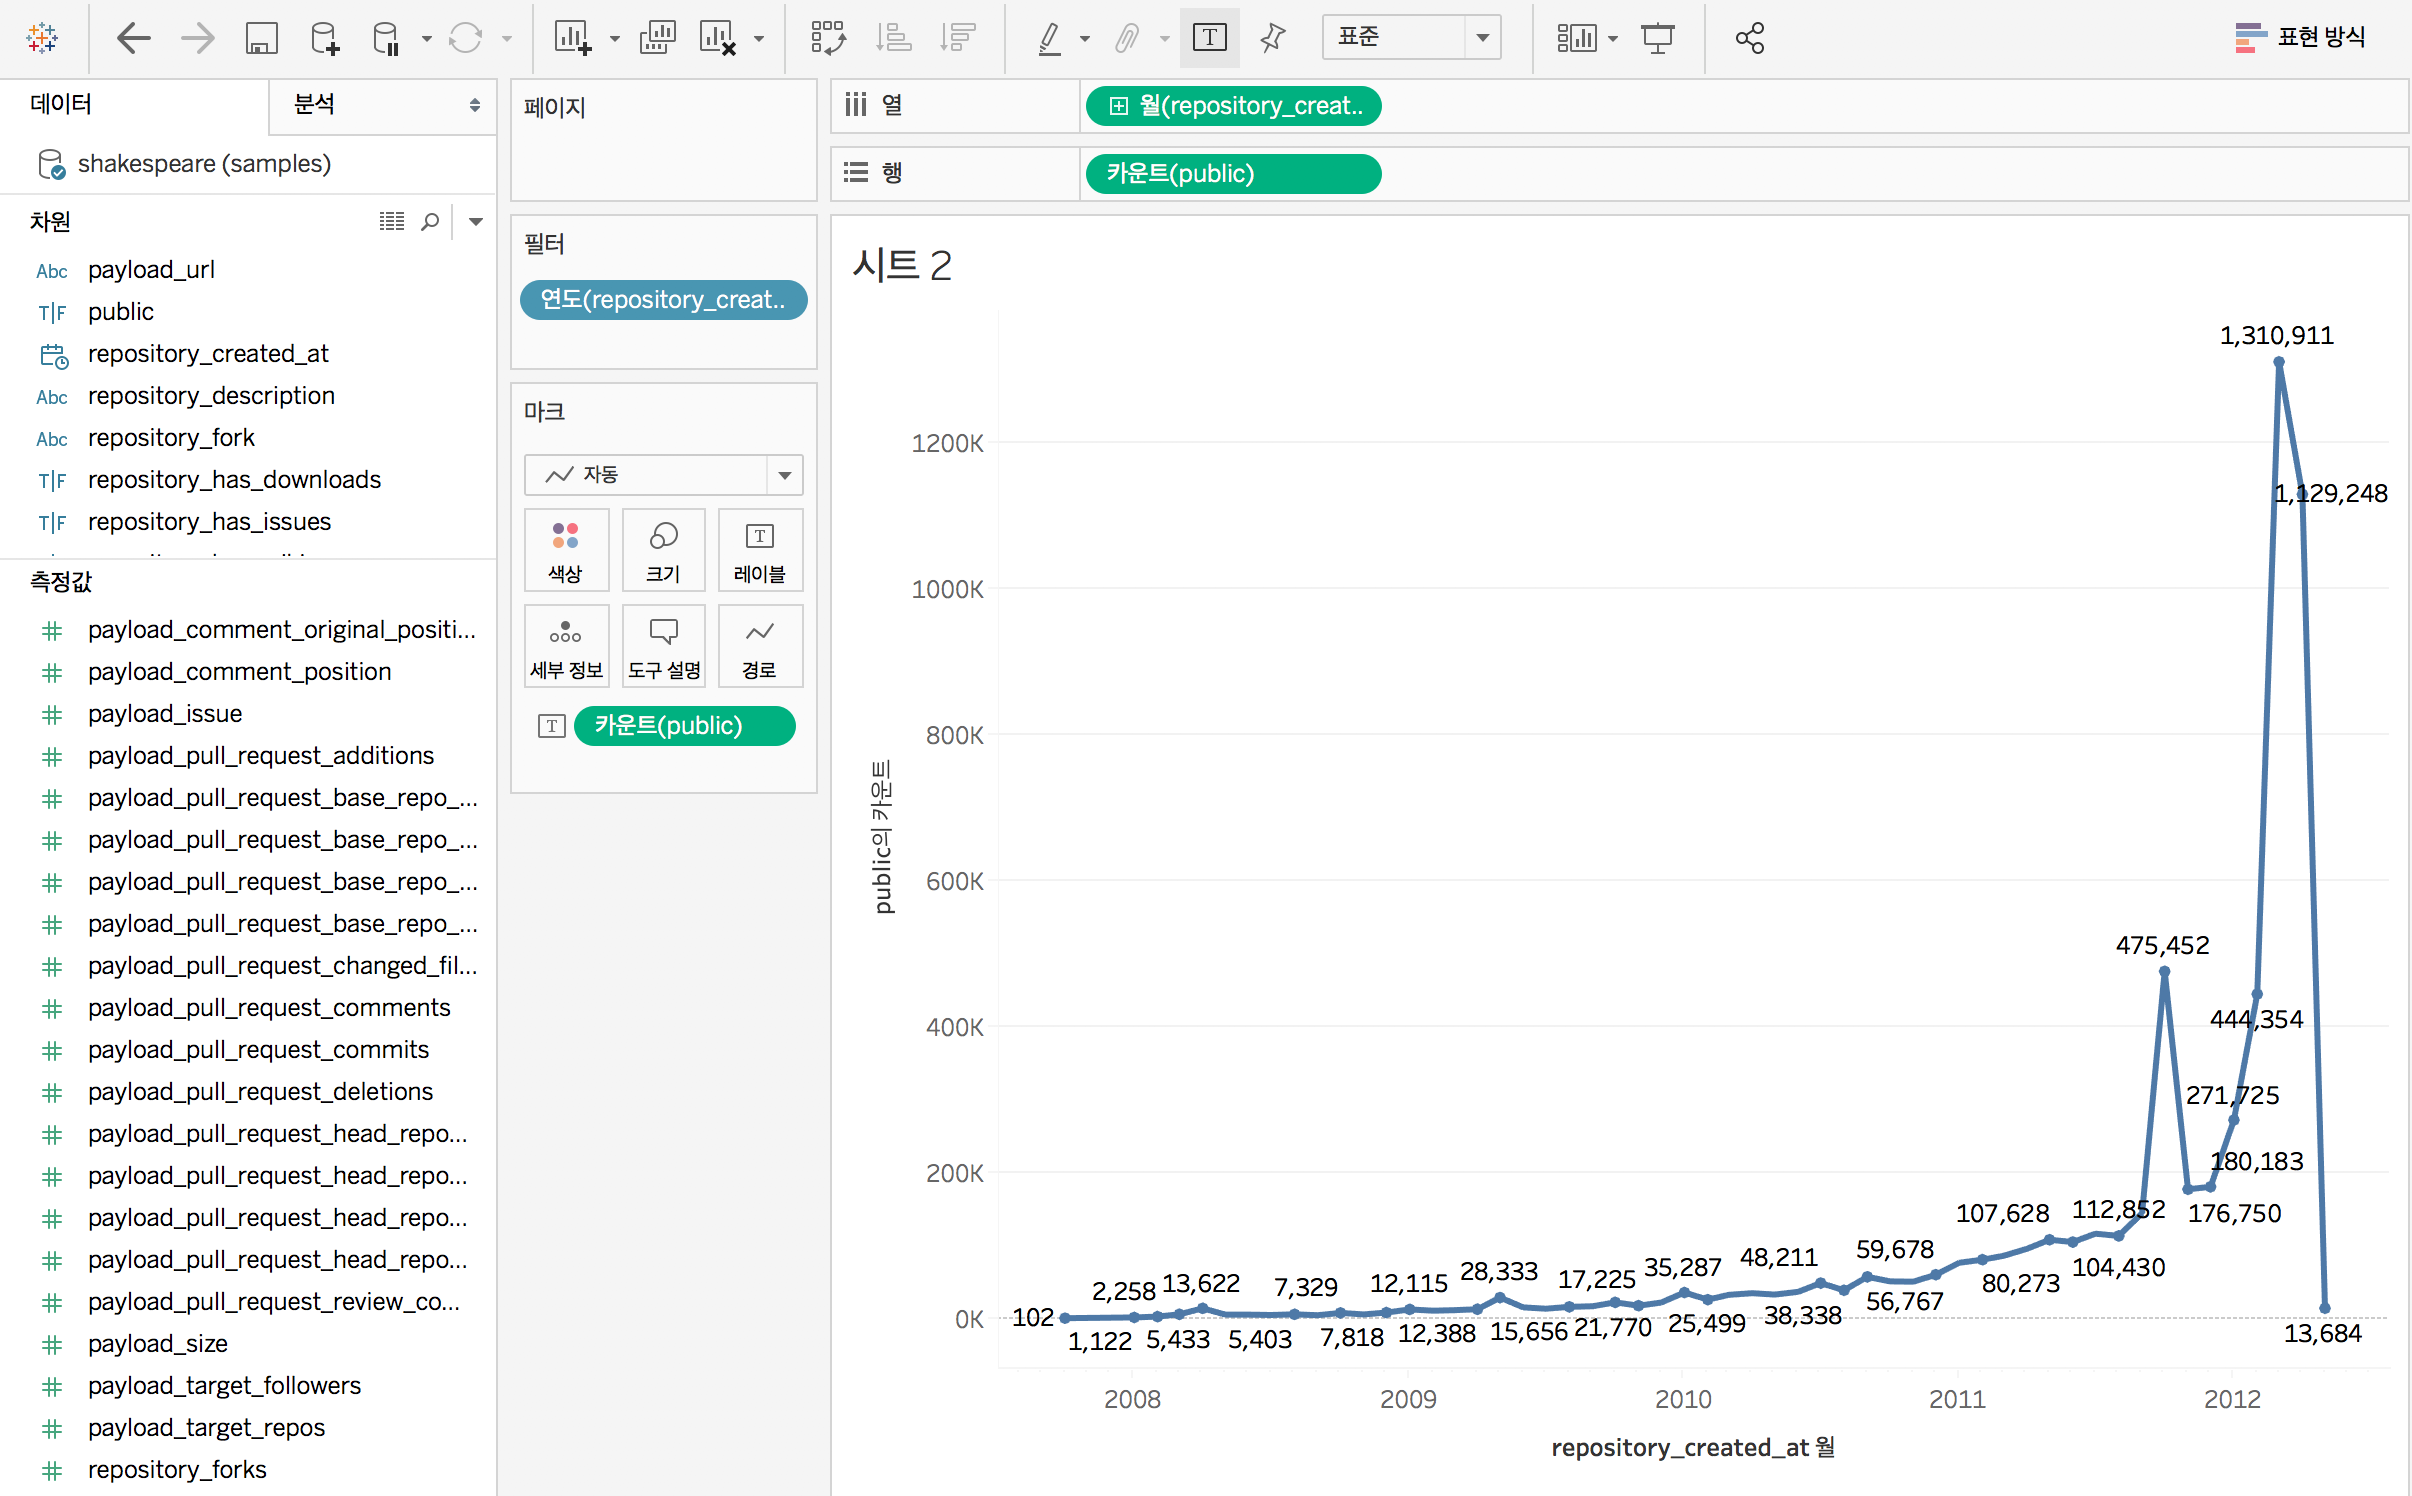 표준
표현 방식
데이터
분석
shakespeare (samples)
차원
Abc payload_url
T|F public
repository_created_at
Abc repository_description
Abc repository_fork
T|F repository_has_downloads
T|F repository_has_issues
측정값
payload_comment_original_positi...
payload_comment_position
payload_issue
payload_pull_request_additions
payload_pull_request_base_repo_...
payload_pull_request_base_repo_...
payload_pull_request_base_repo_...
payload_pull_request_base_repo_...
payload_pull_request_changed_fil...
payload_pull_request_comments
payload_pull_request_commits
payload_pull_request_deletions
payload_pull_request_head_repo...
payload_pull_request_head_repo...
payload_pull_request_head_repo...
payload_pull_request_head_repo...
payload_pull_request_review_co...
payload_size
payload_target_followers
payload_target_repos
repository_forks
페이지
필터
연도(repository_creat..
마크
자동
색상
크기
레이블
세부 정보
도구 설명
경로
카운트(public)
열
월(repository_creat..
행
카운트(public)
시트 2
public의 카운트
1200K
1000K
800K
600K
400K
200K
0K
1,310,911
1,129,248
475,452
444,354
271,725
180,183
176,750
112,852
107,628
104,430
80,273
59,678
56,767
48,211
38,338
35,287
25,499
17,225
21,770
28,333
15,656
12,115
12,388
7,329
7,818
13,622
5,403
2,258
5,433
1,122
102
13,684
2008
2009
2010
2011
2012
repository_created_at 월